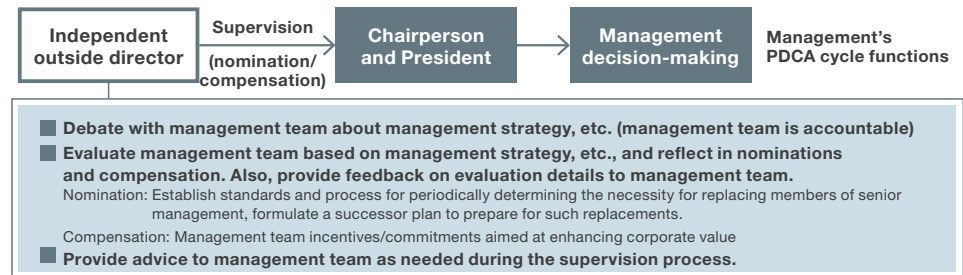 Independent
outside director
Supervision
(nomination/
compensation)
Chairperson
and President
Management
decision-making
Management's
PDCA cycle functions
Debate with management team about management strategy, etc. (management team is accountable)
Evaluate management team based on management strategy, etc., and reflect in nominations
and compensation. Also, provide feedback on evaluation details to management team.
Nomination: Establish standards and process for periodically determining the necessity for replacing members of senior
management, formulate a successor plan to prepare for such replacements.
Compensation: Management team incentives/commitments aimed at enhancing corporate value
Provide advice to management team as needed during the supervision process.